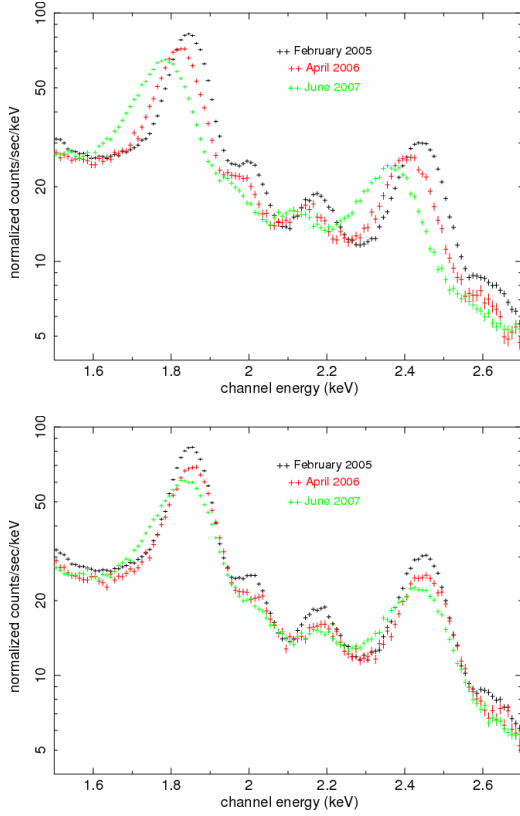 100
50
20
10
5
normalized counts/sec/keV
February 2005
April 2006
June 2007
1.6 1.8 2 2.2 2.4 2.6
channel energy (keV)
100
50
20
10
5
normalized counts/sec/keV
February 2005
April 2006
June 2007
1.6 1.8 2 2.2 2.4 2.6
channel energy (keV)